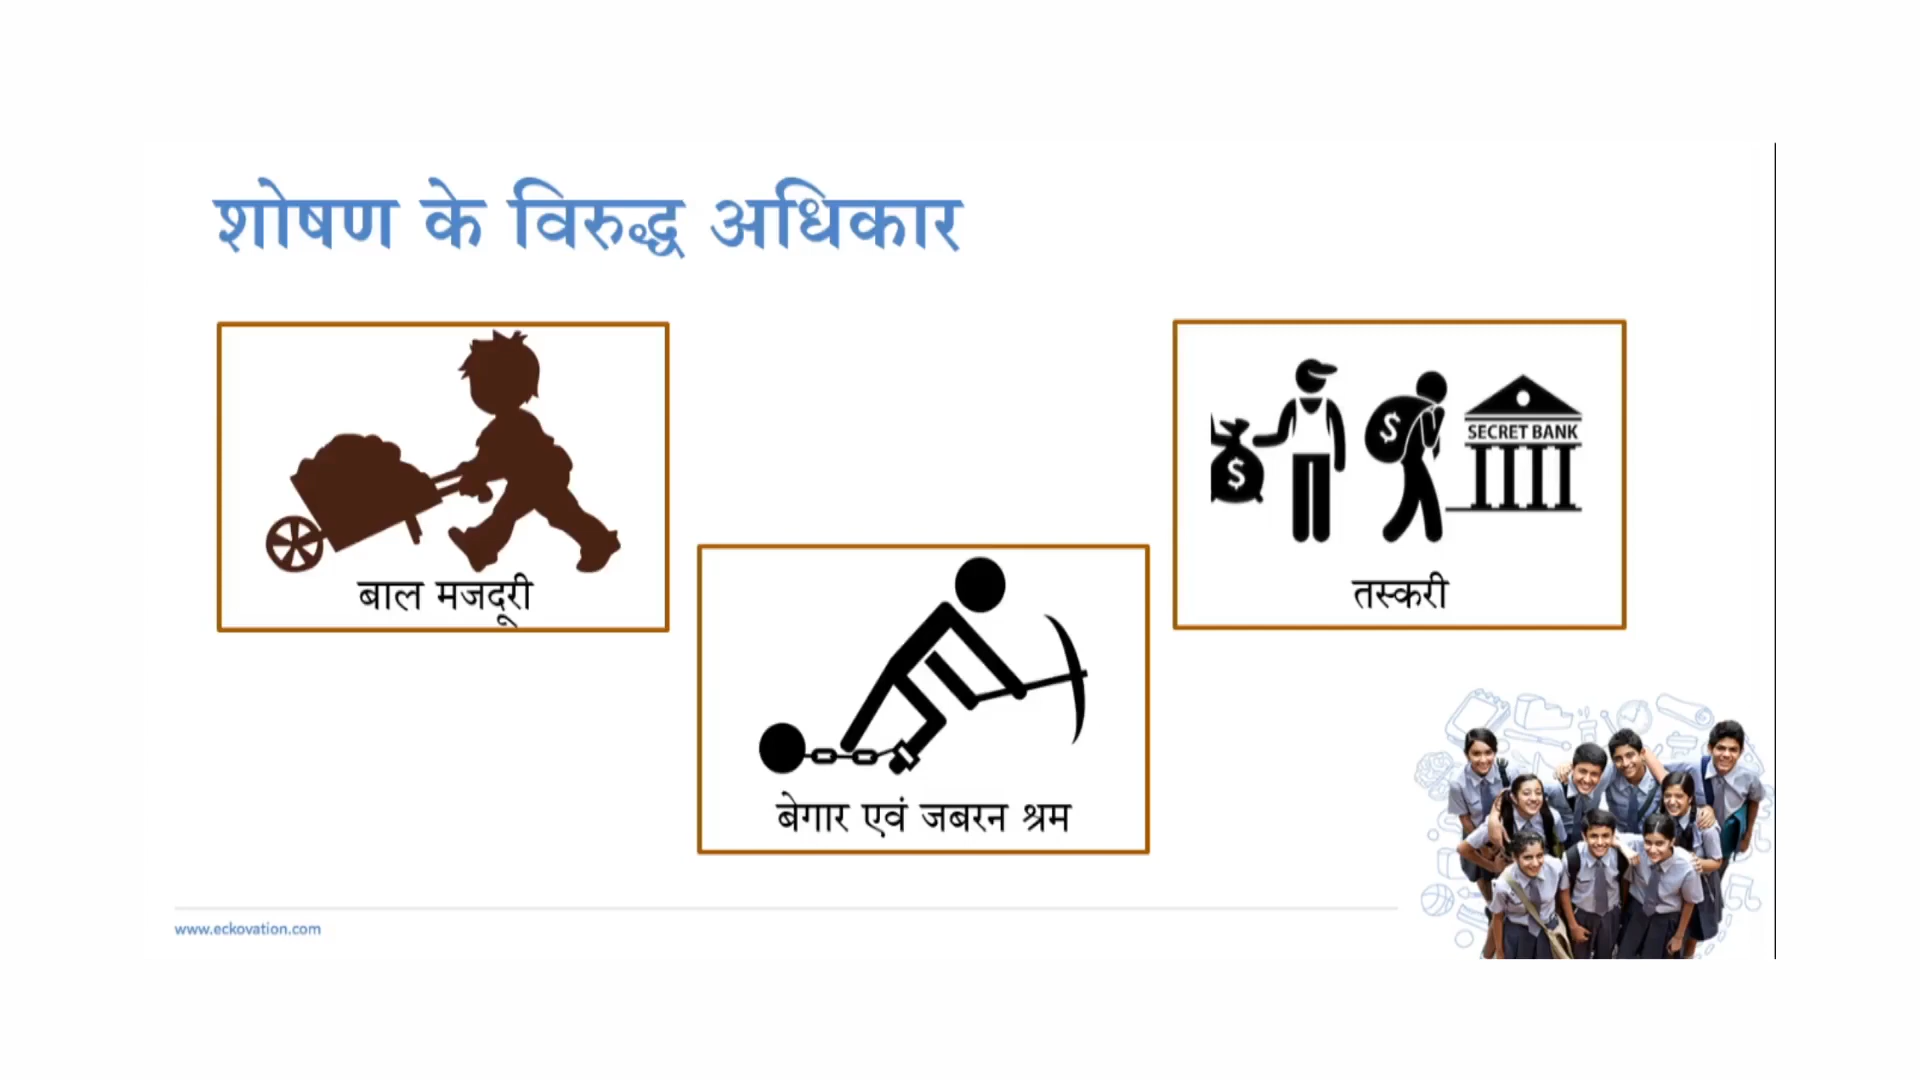 शोषण के विरुद्ध अधिकार
बाल मजदूरी
$
$
SECRET BANK
तस्करी
बेगार एवं जबरन श्रम
www.eckovation.com